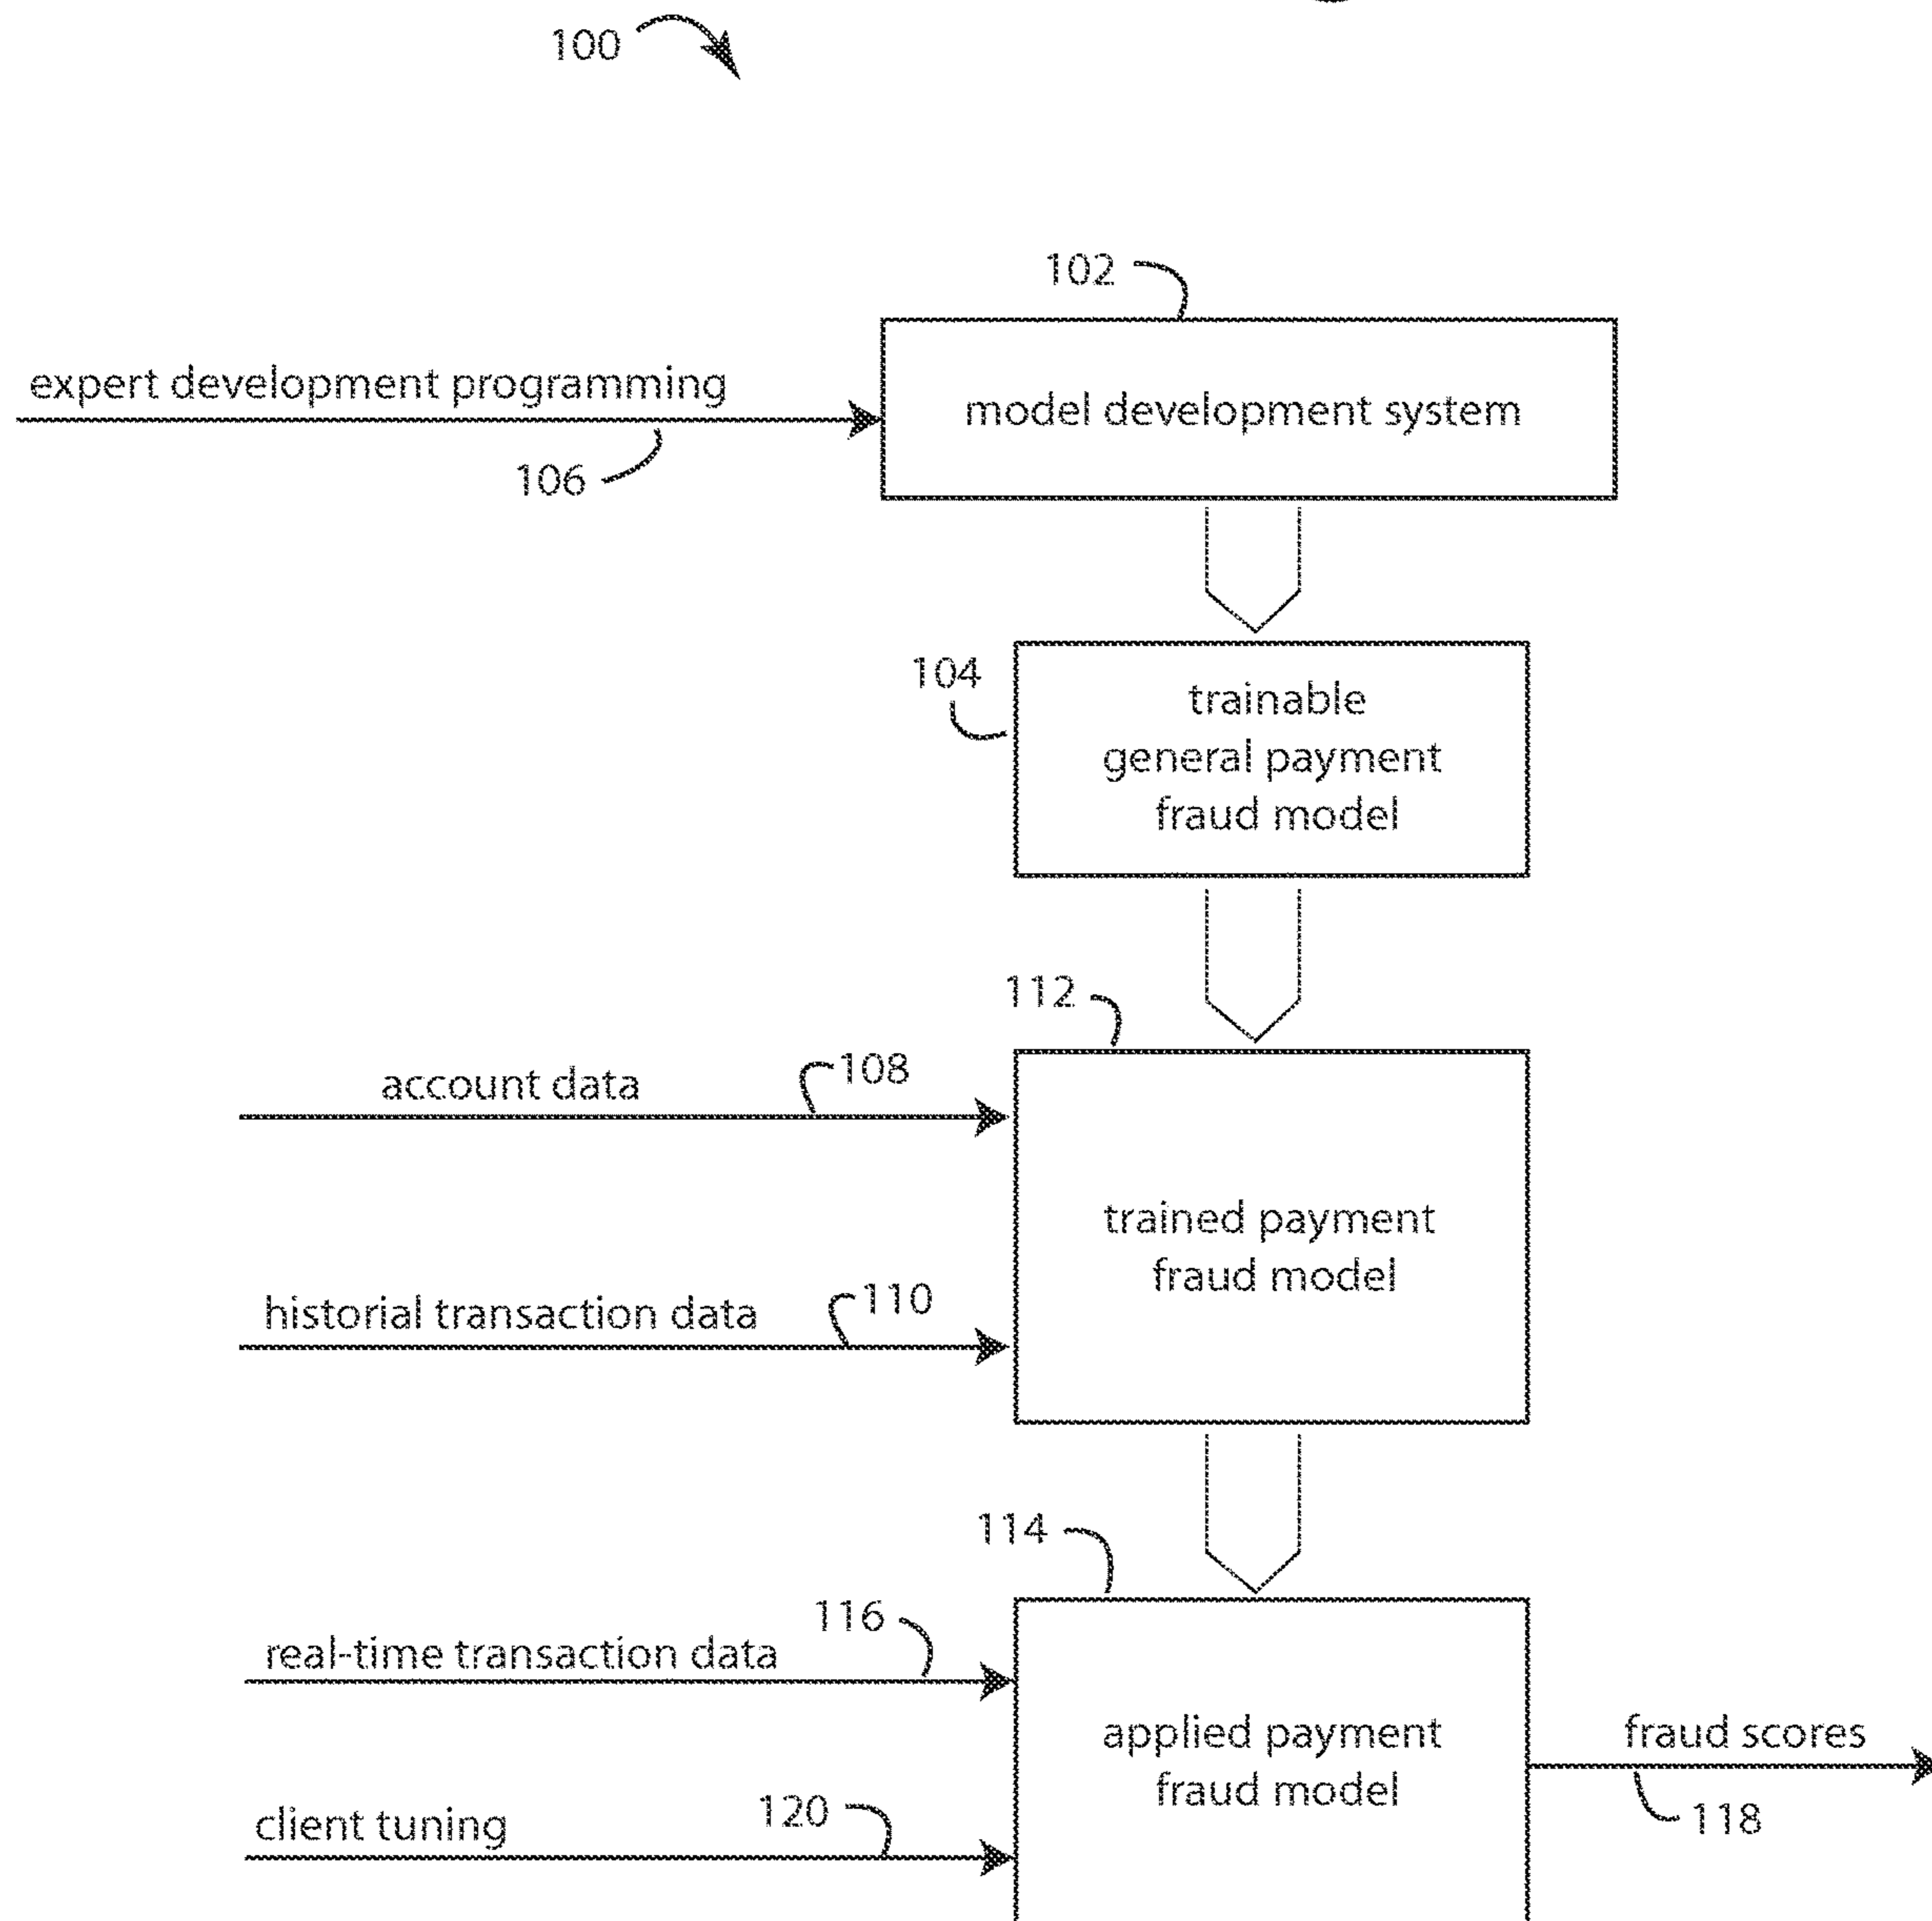 100
102
expert development programming
model development system
106
104
trainable
general payment
fraud model
112
108
account data
trained payment
fraud model
110
historial transaction data
114
116
real-time transaction data
applied payment
fraud model
fraud scores
118
120
client tuning